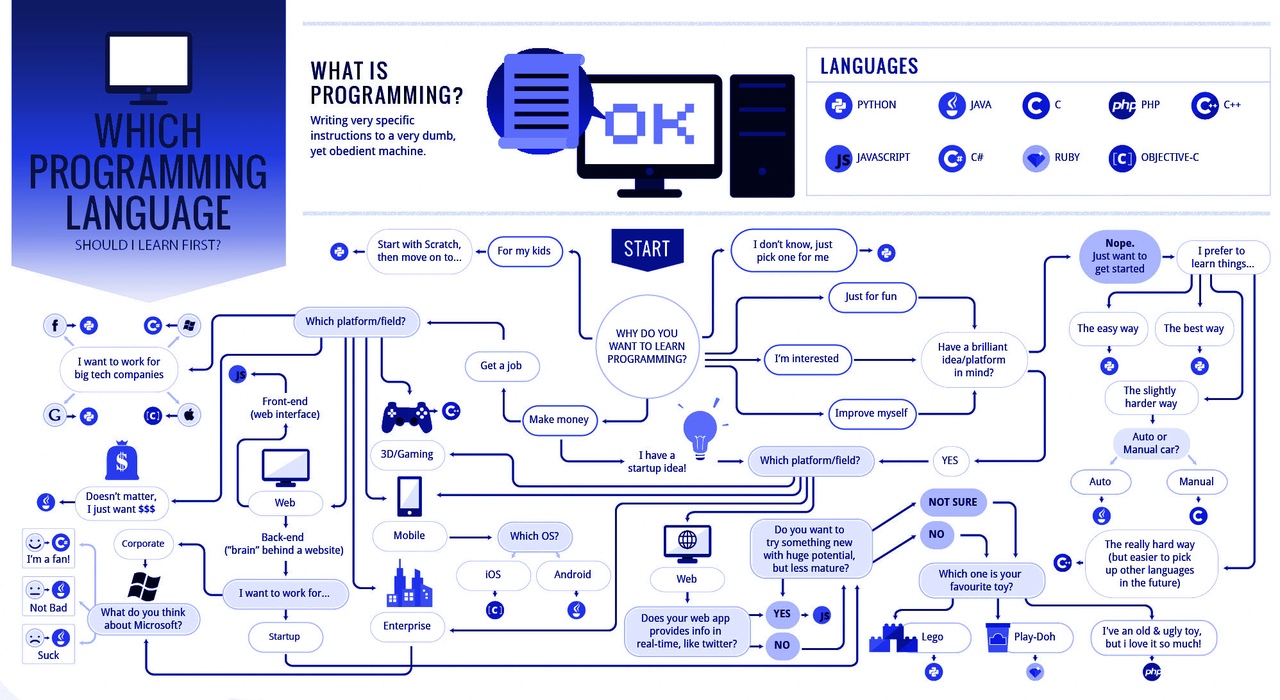 WHICH
PROGRAMMING
LANGUAGE
SHOULD I LEARN FIRST?
WHAT IS
PROGRAMMING?
Writing very specific
instructions to a very dumb,
yet obedient machine.
OK
LANGUAGES
PYTHON
JAVA
C
C
php
PHP
C++
C++
JS
JAVASCRIPT
C#
C#
RUBY
[C]
OBJECTIVE-C
START
WHY DO YOU
WANT TO LEARN
PROGRAMMING?
For my kids
Start with Scratch,
then move on to...
I don't know, just
pick one for me
Just for fun
I'm interested
Improve myself
Have a brilliant
idea/platform
in mind?
Nope.
Just want to
get started
I prefer to
learn things...
The easy way
The best way
The slightly
harder way
Auto or
Manual car?
Auto
Manual
C
The really hard way
(but easier to pick
up other languages
in the future)
C++
YES
Which platform/field?
Make money
Get a job
I have a
startup idea!
Which platform/field?
I want to work for
big tech companies
f
C++
G
[C]
Doesn't matter,
I just want $$$
$
JS
Front-end
(web interface)
Web
Back-end
("brain" behind a website)
I want to work for...
Startup
Corporate
What do you think
about Microsoft?
C#
I'm a fan!
Not Bad
Suck
C++
3D/Gaming
Mobile
Which OS?
iOS
Android
[C]
Enterprise
Web
Does your web app
provides info in
real-time, like twitter?
YES
JS
NO
Do you want to
try something new
with huge potential,
but less mature?
NOT SURE
NO
Which one is your
favourite toy?
Lego
Play-Doh
I've an old & ugly toy,
but i love it so much!
php